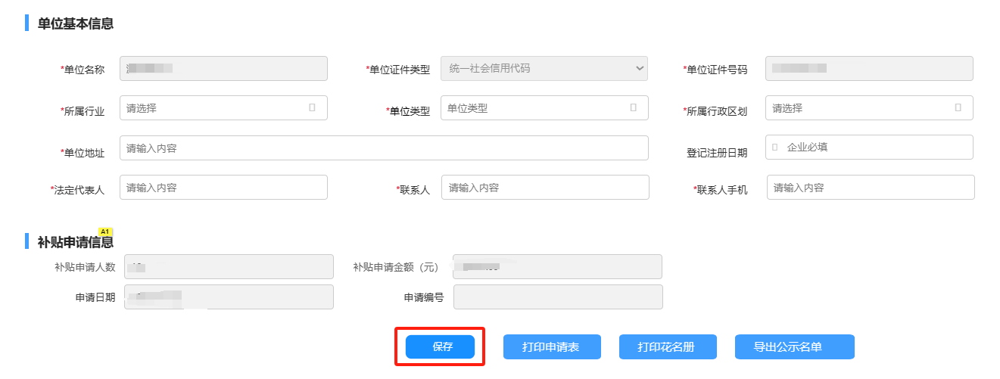 单位基本信息
*单位名称 *单位证件类型 统一社会信用代码 *单位证件号码
*所属行业 请选择 *单位类型 单位类型 *所属行政区划 请选择
*单位地址 请输入内容 登记注册日期 企业必填
*法定代表人 请输入内容 *联系人 请输入内容 *联系人手机 请输入内容
A1
补贴申请信息
补贴申请人数 补贴申请金额（元）
申请日期 申请编号
保存 打印申请表 打印花名册 导出公示名单